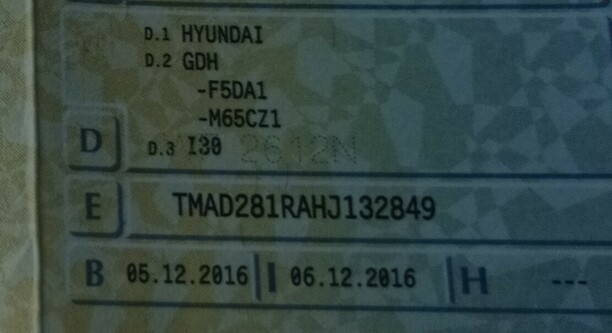 D.1 HYUNDAI
D.2 GDH
-F5DA1
-M65CZ1
D D.3 I30 2612N
E TMAD281RAHJ132849
B 05.12.2016 I 06.12.2016 H ---